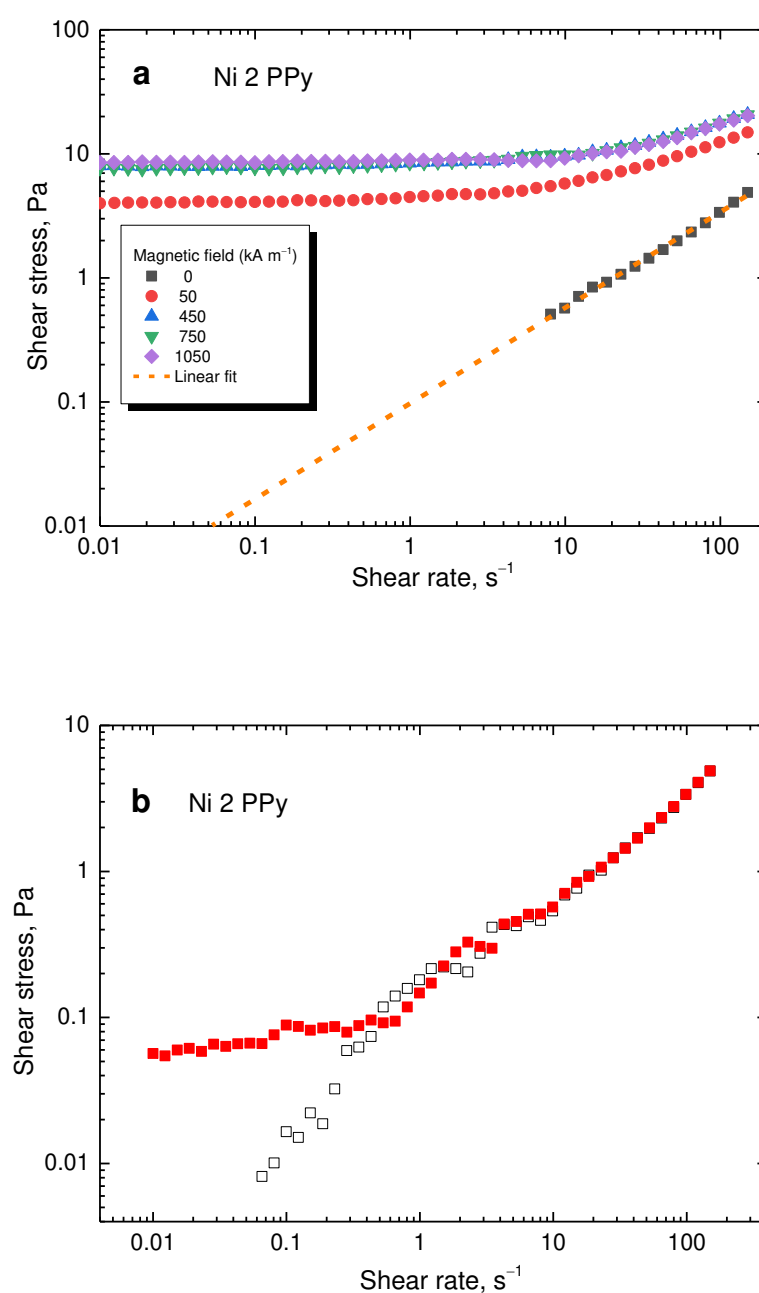 100
a Ni 2 PPy
10
Shear stress, Pa
Magnetic field (kA m⁻¹)
0
50
1
450
750
1050
Linear fit
0.1
0.01
0.01 0.1 1 10 100
Shear rate, s⁻¹
10
b Ni 2 PPy
1
Shear stress, Pa
0.1
0.01
0.01 0.1 1 10 100
Shear rate, s⁻¹